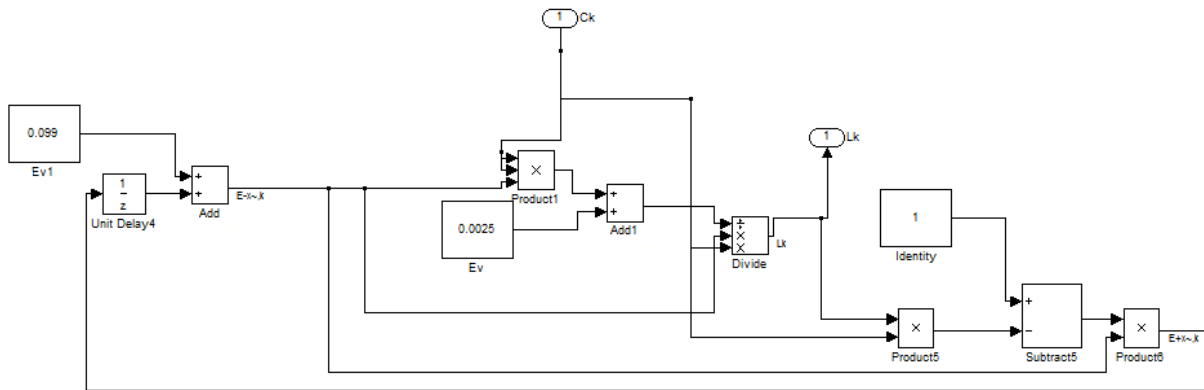 1
Ck
0.099
Ev1
1
z
Unit Delay4
+
+
Add
E-x~,k
×
Product1
0.0025
Ev
+
+
Add1
÷
×
×
Divide
Lk
1
Lk
1
Identity
×
Product5
+
−
Subtract5
×
Product6
E+x~,k